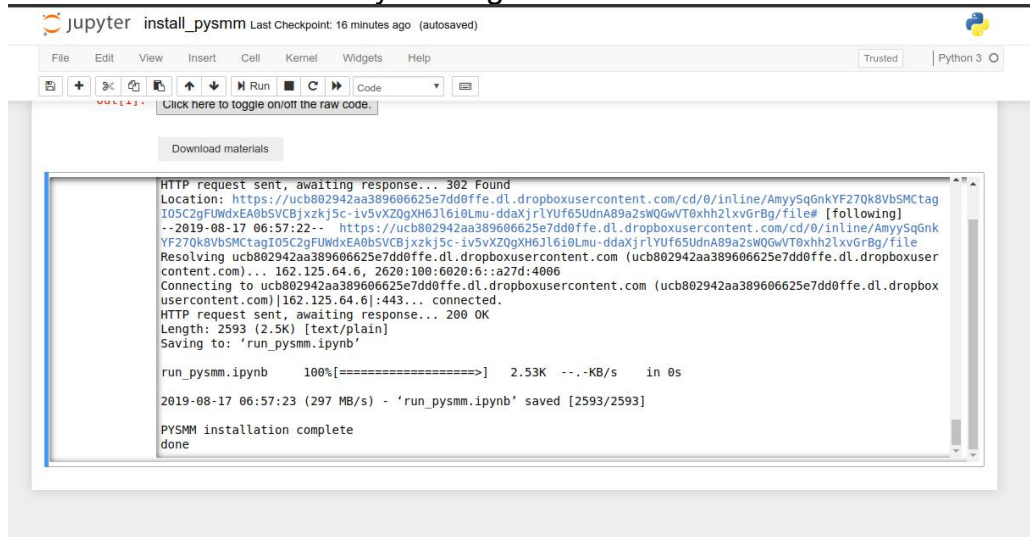 jupyter install_pysmm Last Checkpoint: 16 minutes ago (autosaved)
File Edit View Insert Cell Kernel Widgets Help Trusted Python 3
Run Code
Out[1]: Click here to toggle on/off the raw code.
Download materials
HTTP request sent, awaiting response... 302 Found
Location: https://ucb802942aa389606625e7dd0ffe.dl.dropboxusercontent.com/cd/0/inline/AmyySqGnkYF27Qk8VbSMCtag
IO5C2gFUWdxEA0bSVCBjxzkj5c-iv5vXZQgXH6Jl6i0Lmu-ddaXjrlYUf65UdnA89a2sWQGwVT0xhh2lxvGrBg/file# [following]
--2019-08-17 06:57:22-- https://ucb802942aa389606625e7dd0ffe.dl.dropboxusercontent.com/cd/0/inline/AmyySqGnk
YF27Qk8VbSMCtagIO5C2gFUWdxEA0bSVCBjxzkj5c-iv5vXZQgXH6Jl6i0Lmu-ddaXjrlYUf65UdnA89a2sWQGwVT0xhh2lxvGrBg/file
Resolving ucb802942aa389606625e7dd0ffe.dl.dropboxusercontent.com (ucb802942aa389606625e7dd0ffe.dl.dropboxuser
content.com)... 162.125.64.6, 2620:100:6020:6::a27d:4006
Connecting to ucb802942aa389606625e7dd0ffe.dl.dropboxusercontent.com (ucb802942aa389606625e7dd0ffe.dl.dropbox
usercontent.com)|162.125.64.6|:443... connected.
HTTP request sent, awaiting response... 200 OK
Length: 2593 (2.5K) [text/plain]
Saving to: ‘run_pysmm.ipynb’
run_pysmm.ipynb 100%[===================>] 2.53K --.-KB/s in 0s
2019-08-17 06:57:23 (297 MB/s) - ‘run_pysmm.ipynb’ saved [2593/2593]
PYSMM installation complete
done